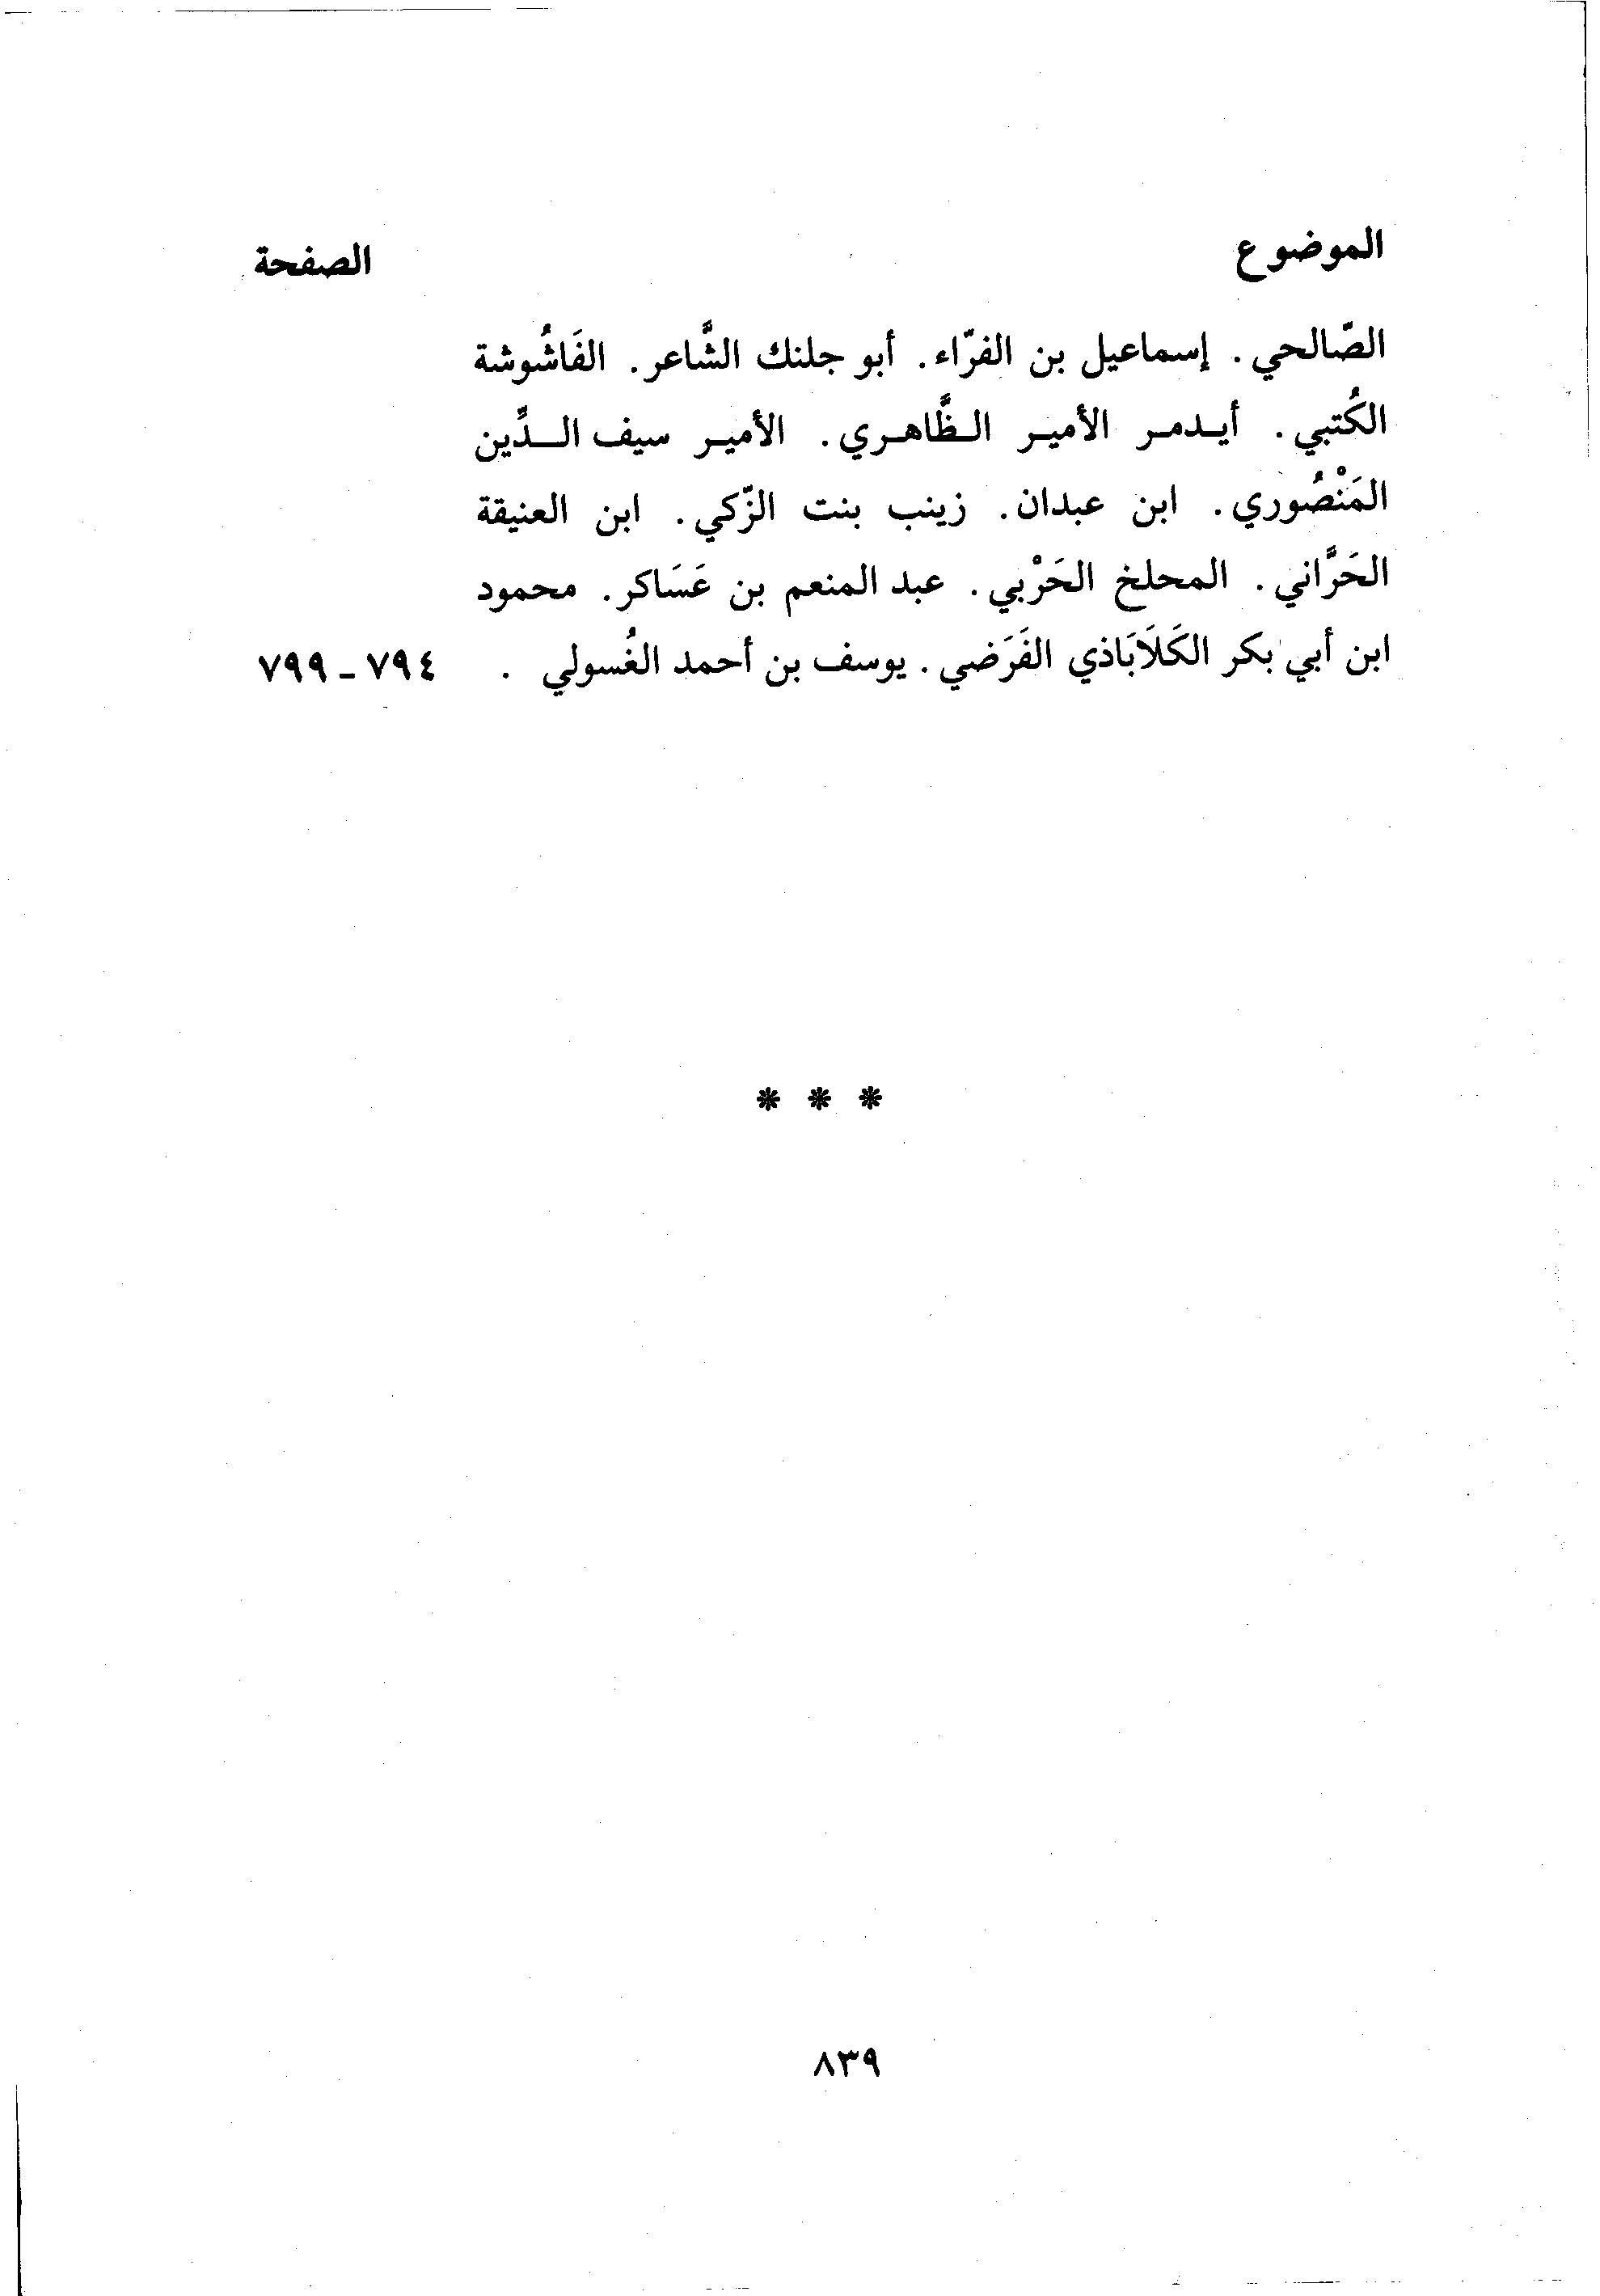 الموضوع الصفحة
الصّالحي. إسماعيل بن الفرّاء. أبو جلنك الشَّاعر. الفَاشُوشة
الكُتبي. أيدمر الأمير الظَّاهري. الأمير سيف الدِّين
المَنْصُوري. ابن عبدان. زينب بنت الزّكي. ابن العنيقة
الحَرَّاني. المحلخ الحَرْبي. عبد المنعم بن عَسَاكر. محمود
ابن أبي بكر الكَلَابَاذي الفَرَضي. يوسف بن أحمد الغُسولي . ٧٩٤ - ٧٩٩
* * *
٨٣٩